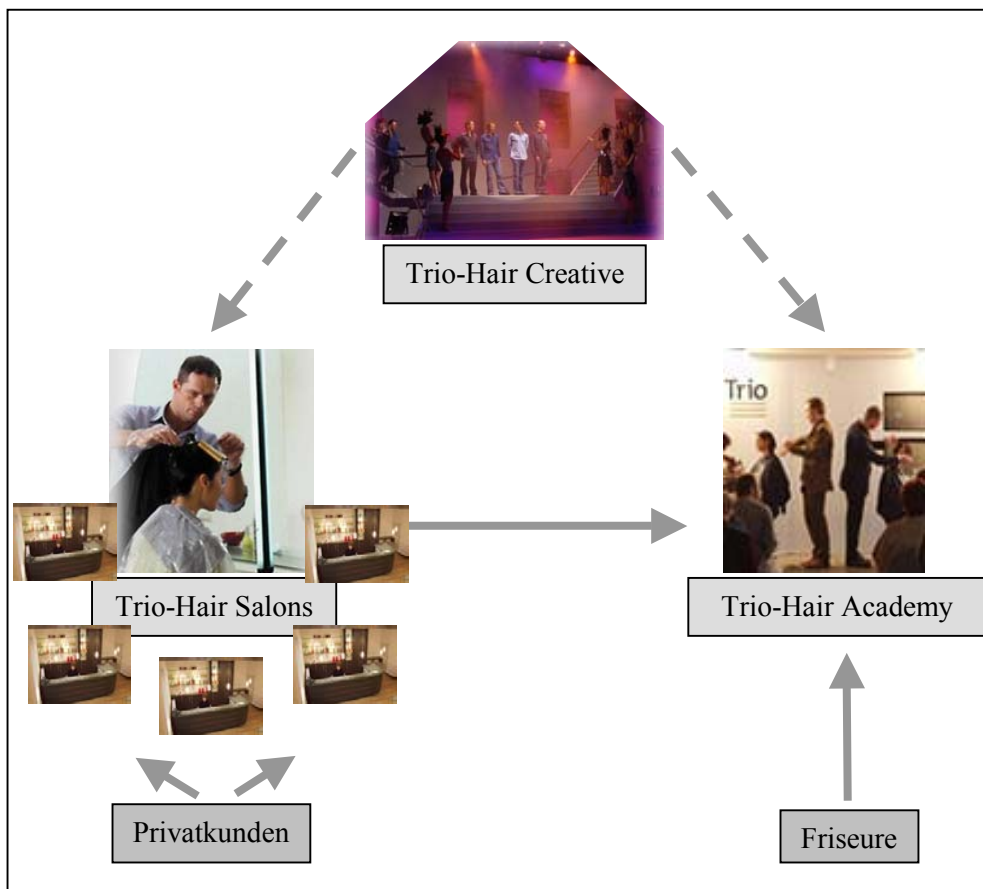 Trio-Hair Creative
Trio
Trio-Hair Salons
Trio-Hair Academy
Privatkunden
Friseure